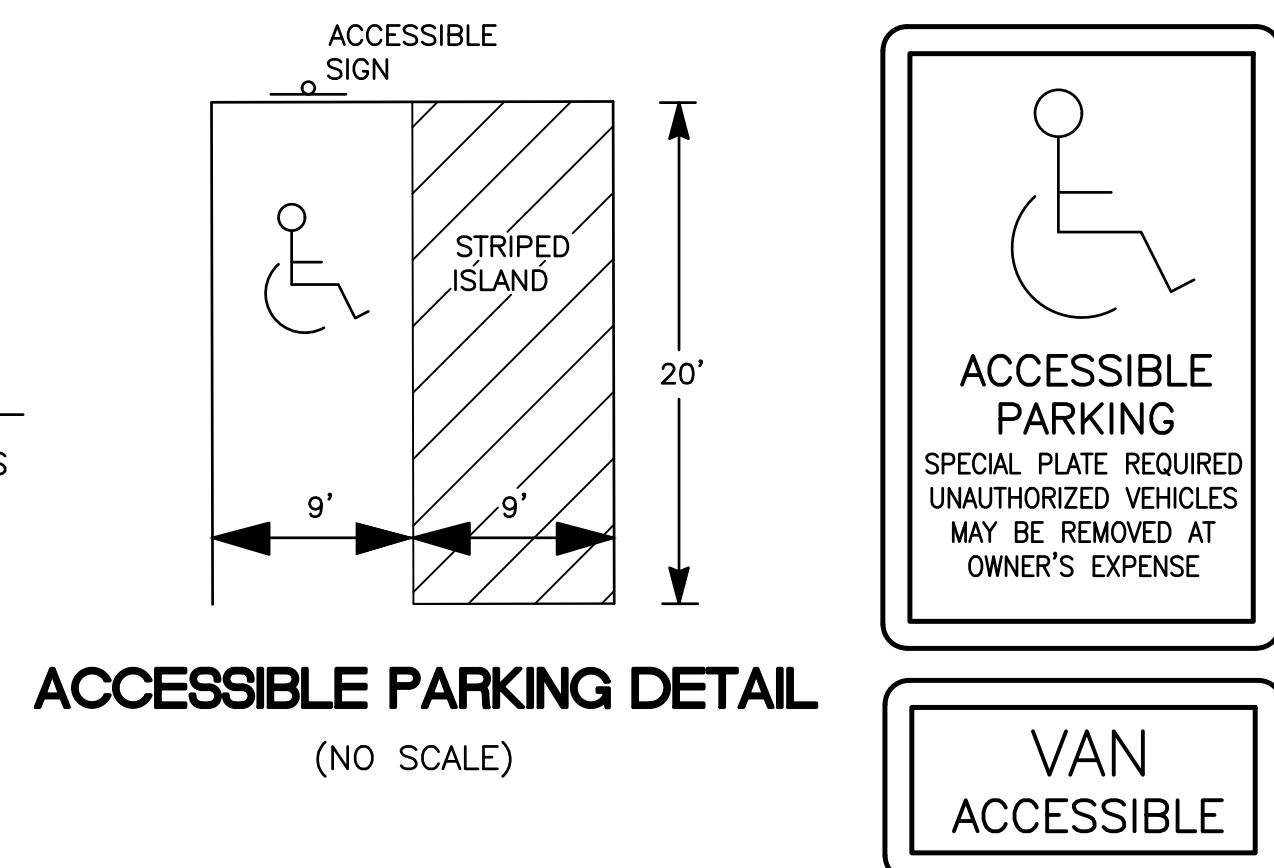 ACCESSIBLE
SIGN
STRIPED
ISLAND
20'
9'
9'
S
ACCESSIBLE PARKING DETAIL
(NO SCALE)
ACCESSIBLE
PARKING
SPECIAL PLATE REQUIRED
UNAUTHORIZED VEHICLES
MAY BE REMOVED AT
OWNER'S EXPENSE
VAN
ACCESSIBLE